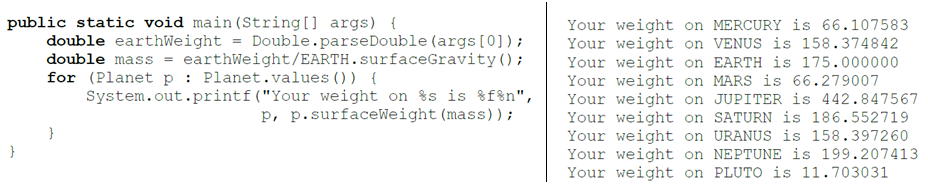 public static void main(String[] args) {
    double earthWeight = Double.parseDouble(args[0]);
    double mass = earthWeight/EARTH.surfaceGravity();
    for (Planet p : Planet.values()) {
        System.out.printf("Your weight on %s is %f%n",
                          p, p.surfaceWeight(mass));
    }
}
Your weight on MERCURY is 66.107583
Your weight on VENUS is 158.374842
Your weight on EARTH is 175.000000
Your weight on MARS is 66.279007
Your weight on JUPITER is 442.847567
Your weight on SATURN is 186.552719
Your weight on URANUS is 158.397260
Your weight on NEPTUNE is 199.207413
Your weight on PLUTO is 11.703031